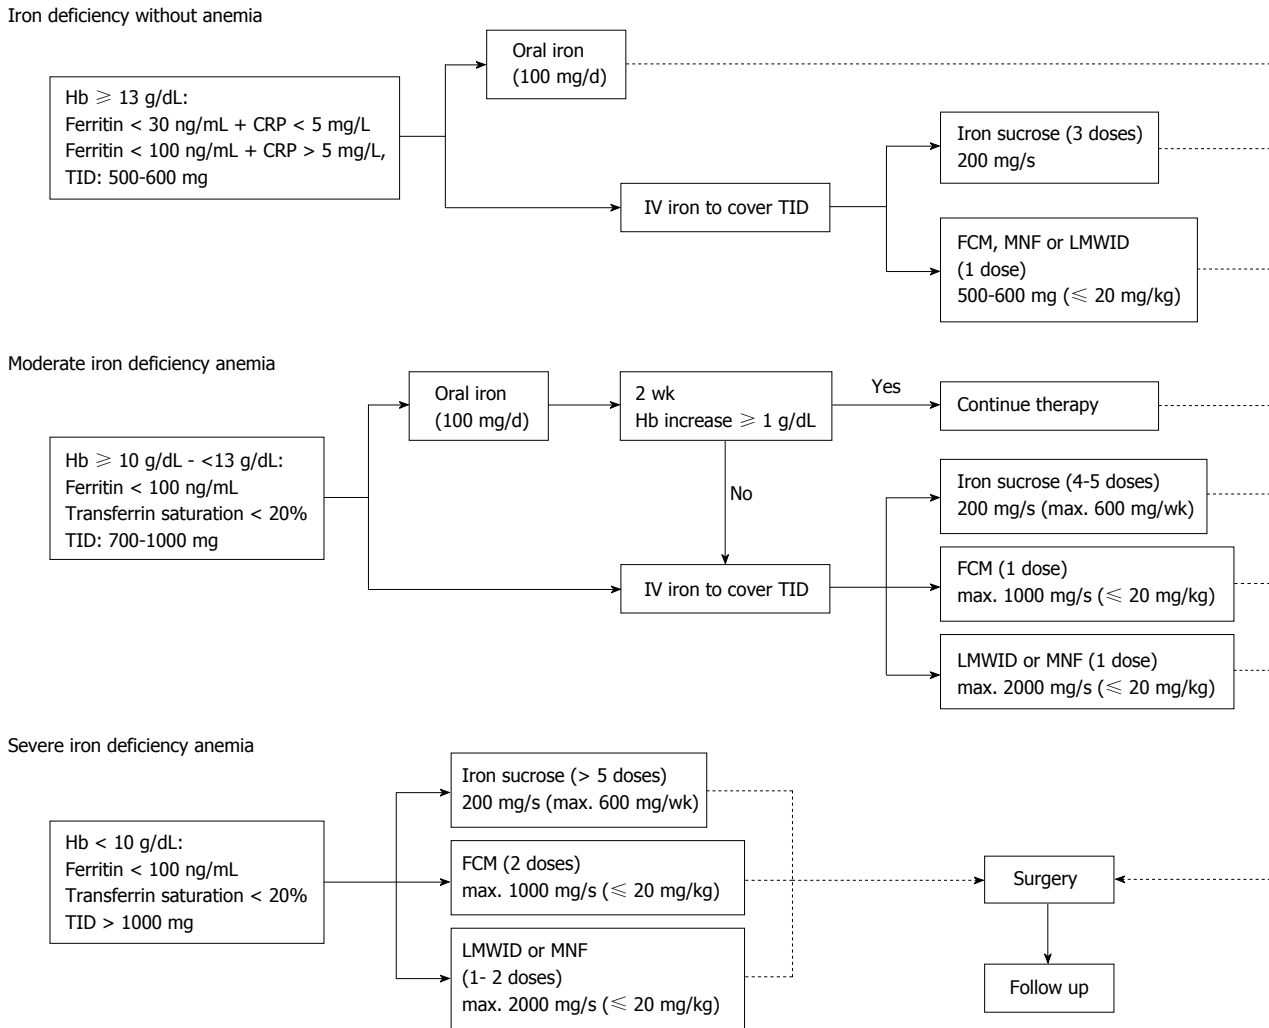 Iron deficiency without anemia
Hb ≥ 13 g/dL:
Ferritin < 30 ng/mL + CRP < 5 mg/L
Ferritin < 100 ng/mL + CRP > 5 mg/L,
TID: 500-600 mg
Oral iron
(100 mg/d)
IV iron to cover TID
Iron sucrose (3 doses)
200 mg/s
FCM, MNF or LMWID
(1 dose)
500-600 mg (≤ 20 mg/kg)
Moderate iron deficiency anemia
Hb ≥ 10 g/dL - <13 g/dL:
Ferritin < 100 ng/mL
Transferrin saturation < 20%
TID: 700-1000 mg
Oral iron
(100 mg/d)
2 wk
Hb increase ≥ 1 g/dL
Yes
Continue therapy
No
IV iron to cover TID
Iron sucrose (4-5 doses)
200 mg/s (max. 600 mg/wk)
FCM (1 dose)
max. 1000 mg/s (≤ 20 mg/kg)
LMWID or MNF (1 dose)
max. 2000 mg/s (≤ 20 mg/kg)
Severe iron deficiency anemia
Hb < 10 g/dL:
Ferritin < 100 ng/mL
Transferrin saturation < 20%
TID > 1000 mg
Iron sucrose (> 5 doses)
200 mg/s (max. 600 mg/wk)
FCM (2 doses)
max. 1000 mg/s (≤ 20 mg/kg)
LMWID or MNF
(1- 2 doses)
max. 2000 mg/s (≤ 20 mg/kg)
Surgery
Follow up